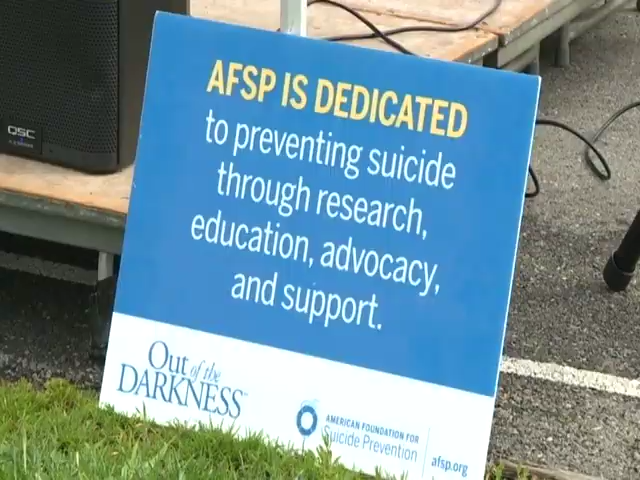 QSC
AFSP IS DEDICATED
to preventing suicide
through research,
education, advocacy,
and support.
Out of the
DARKNESS
AMERICAN FOUNDATION FOR
Suicide Prevention
afsp.org